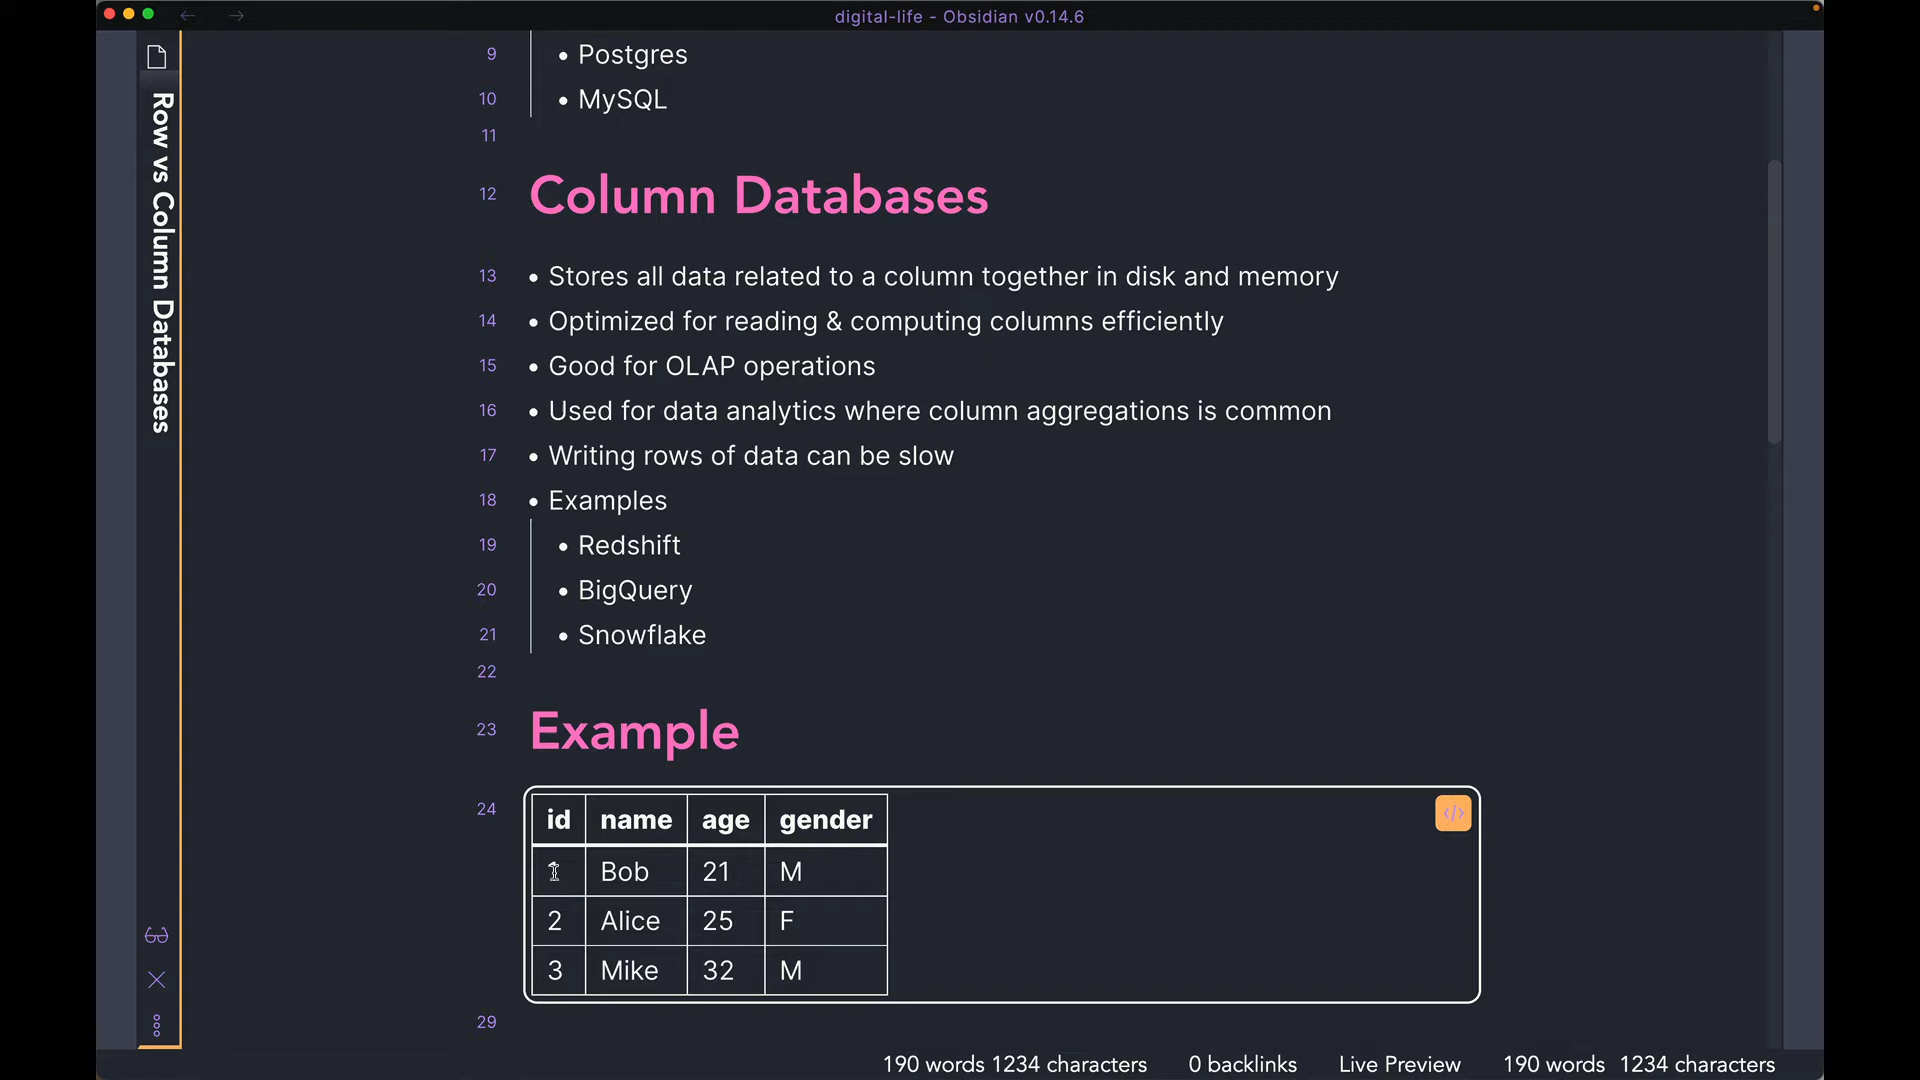 digital-life - Obsidian v0.14.6
Row vs Column Databases
9 • Postgres
10 • MySQL
11
12 Column Databases
13 • Stores all data related to a column together in disk and memory
14 • Optimized for reading & computing columns efficiently
15 • Good for OLAP operations
16 • Used for data analytics where column aggregations is common
17 • Writing rows of data can be slow
18 • Examples
19 • Redshift
20 • BigQuery
21 • Snowflake
22
23 Example
24 id name age gender
</>
1 Bob 21 M
2 Alice 25 F
3 Mike 32 M
29
190 words 1234 characters 0 backlinks Live Preview 190 words 1234 characters